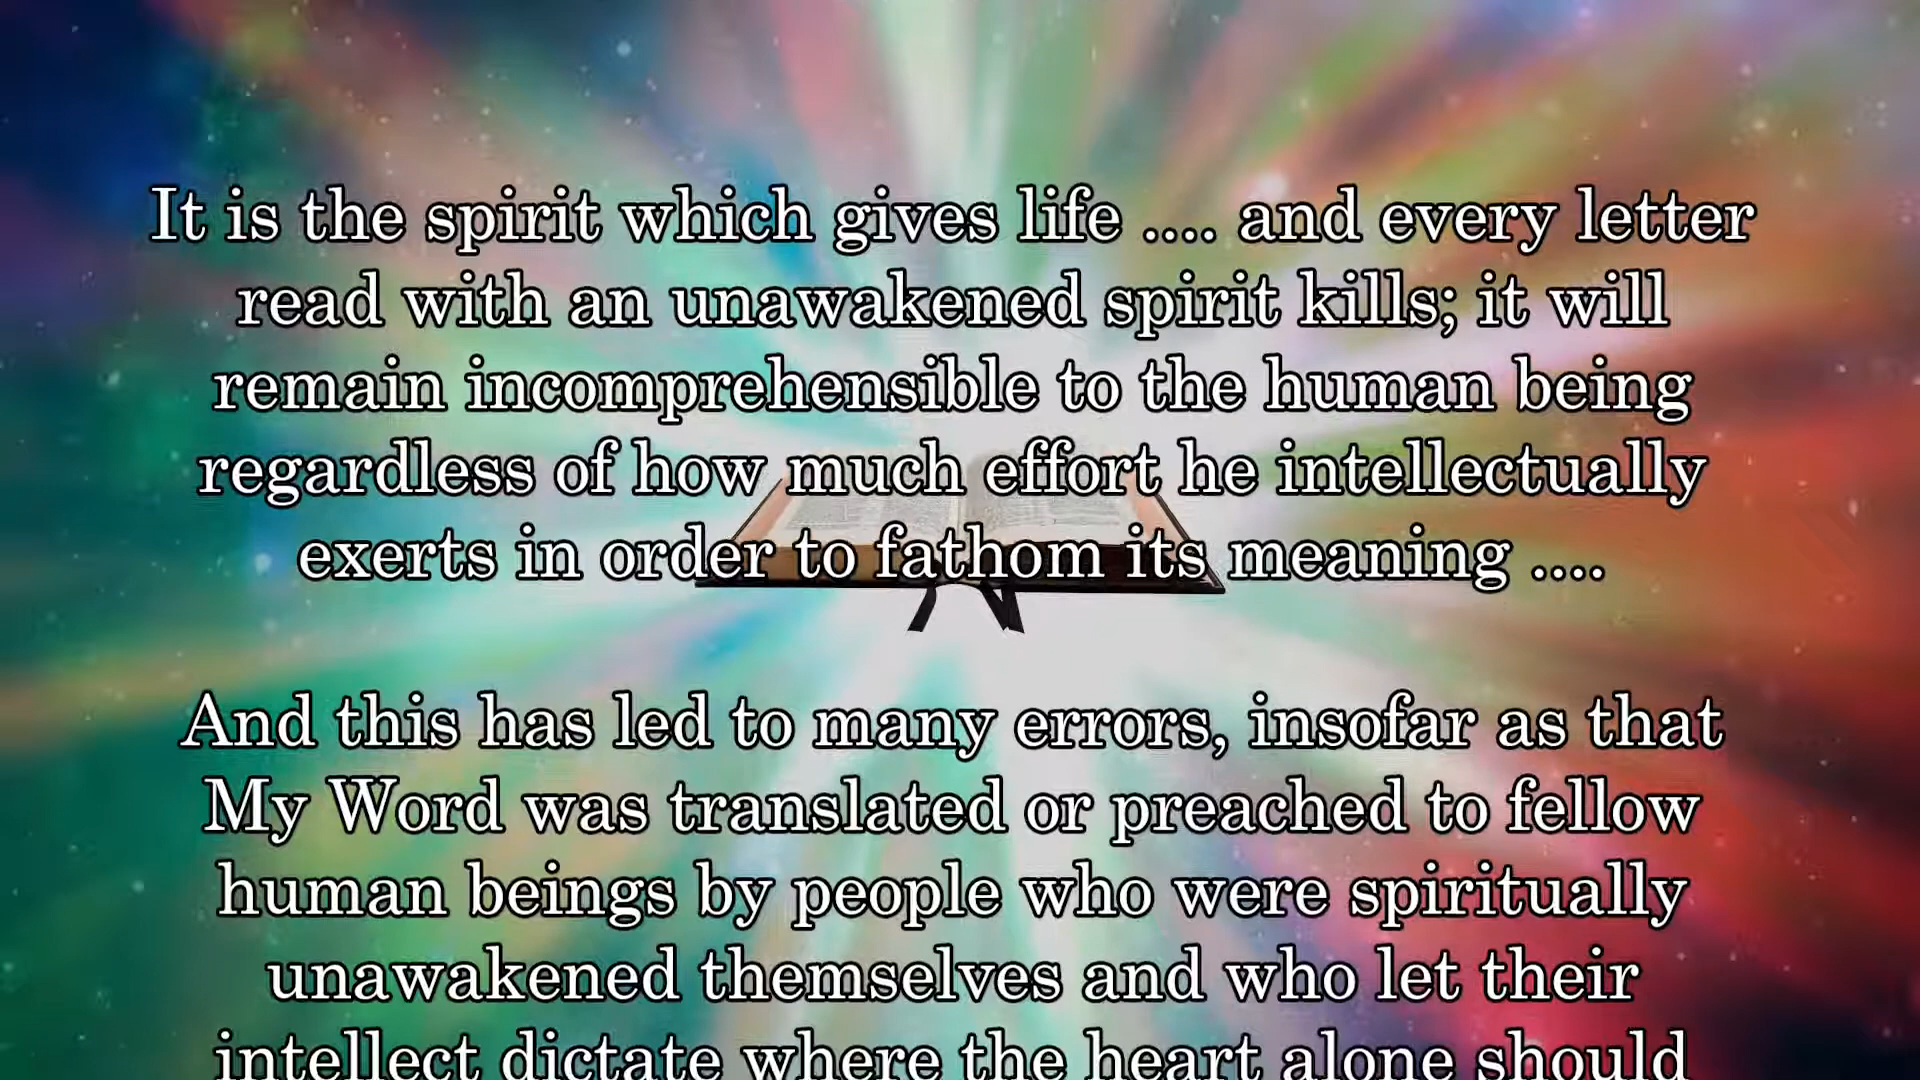 It is the spirit which gives life .... and every letter
read with an unawakened spirit kills; it will
remain incomprehensible to the human being
regardless of how much effort he intellectually
exerts in order to fathom its meaning ....
And this has led to many errors, insofar as that
My Word was translated or preached to fellow
human beings by people who were spiritually
unawakened themselves and who let their
intellect dictate where the heart alone should